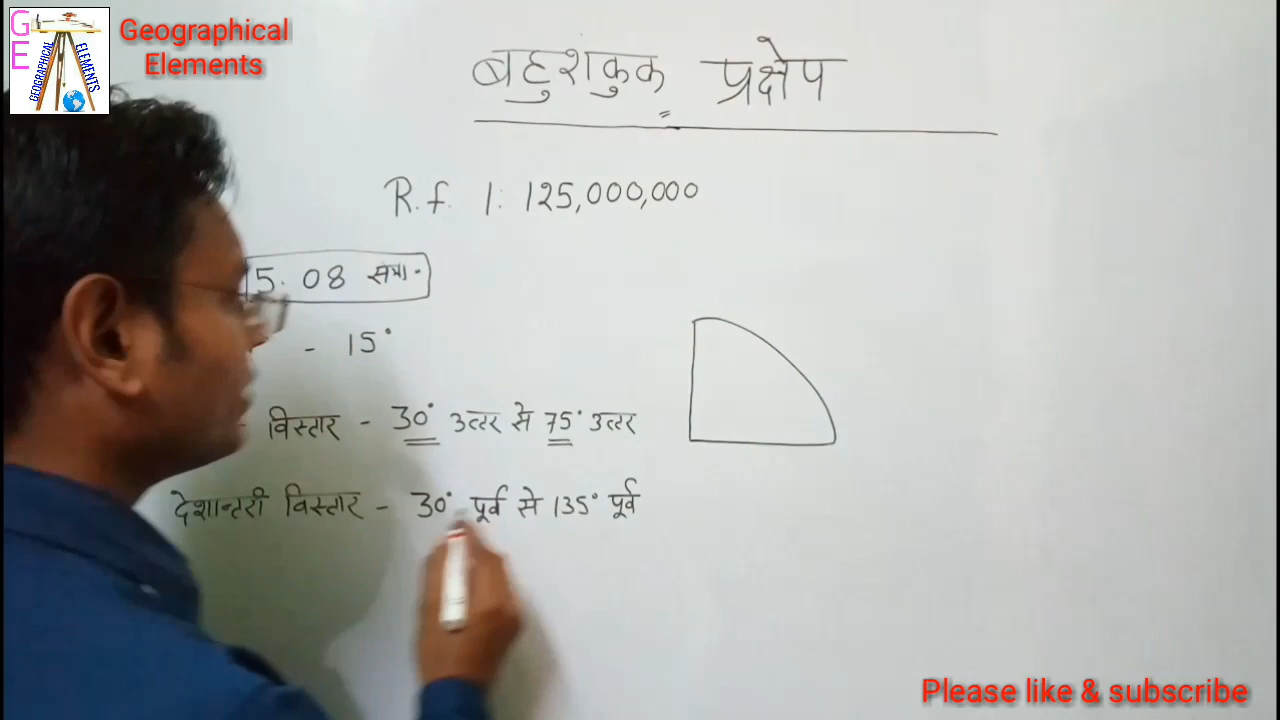 GE
GEOGRAPHICAL ELEMENTS
Geographical
Elements
बहुशंकुक प्रक्षेप
R.f. 1: 125,000,000
5.08 सेमी.
- 15°
- विस्तार - 30° उत्तर से 75° उत्तर
देशान्तरी विस्तार - 30° पूर्व से 135° पूर्व
Please like & subscribe